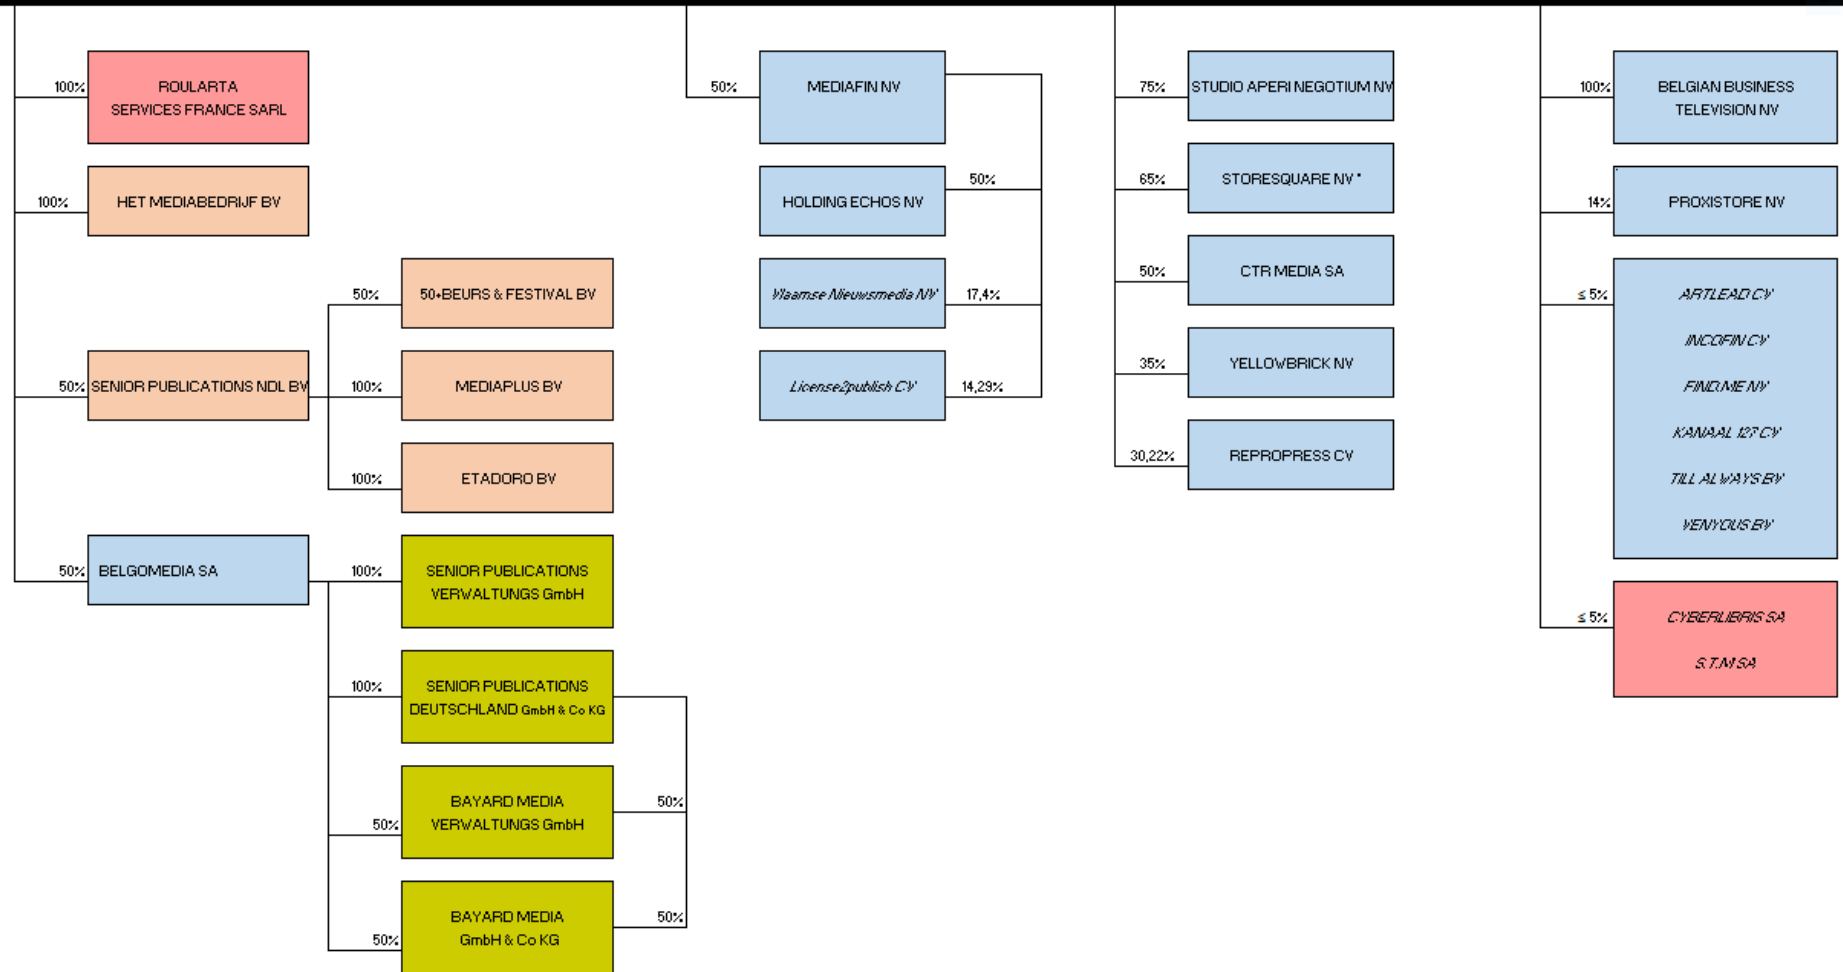 100%
ROULARTA
SERVICES FRANCE SARL
100%
HET MEDIABEDRIJF BV
50%
SENIOR PUBLICATIONS NDL BV
50%
50+BEURS & FESTIVAL BV
100%
MEDIAPLUS BV
100%
ETADORO BV
50%
BELGOMEDIA SA
100%
SENIOR PUBLICATIONS
VERWALTUNGS GmbH
100%
SENIOR PUBLICATIONS
DEUTSCHLAND GmbH & Co KG
50%
BAYARD MEDIA
VERWALTUNGS GmbH
50%
50%
BAYARD MEDIA
GmbH & Co KG
50%
50%
MEDIAFIN NV
HOLDING ECHOS NV
50%
Vlaamse Nieuwsmedia NV
17,4%
License2publish CV
14,29%
75%
STUDIO APERI NEGOTIUM NV
65%
STORESQUARE NV *
50%
CTR MEDIA SA
35%
YELLOWBRICK NV
30,22%
REPROPRESS CV
100%
BELGIAN BUSINESS
TELEVISION NV
14%
PROXISTORE NV
≤ 5%
ARTLEAD CV
INCOFIN CV
FIND.ME NV
KANAAL 127 CV
TILL ALWAYS BV
VENYOUS BV
≤ 5%
CYBERLIBRIS SA
S.T.M SA